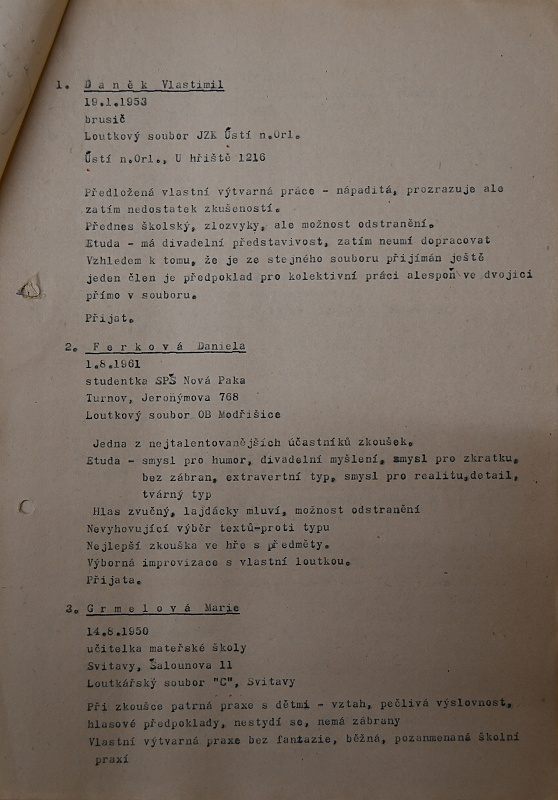 1. D a n ě k Vlastimil
19.1.1953
brusič
Loutkový soubor JZK Ústí n.Orl.
Ústí n.Orl., U hřiště 1216
Předložená vlastní výtvarná práce - nápaditá, prozrazuje ale
zatím nedostatek zkušeností.
Přednes školský, zlozvyky, ale možnost odstranění.
Etuda - má divadelní představivost, zatím neumí dopracovat
Vzhledem k tomu, že je ze stejného souboru přijímán ještě
jeden člen je předpoklad pro kolektivní práci alespoň ve dvojici
přímo v souboru.
Přijat.
2. F e r k o v á Daniela
1.8.1961
studentka SPŠ Nová Paka
Turnov, Jeronýmova 768
Loutkový soubor OB Modřišice
Jedna z nejtalentovanějších účastníků zkoušek.
Etuda - smysl pro humor, divadelní myšlení, smysl pro zkratku,
bez zábran, extravertní typ, smysl pro realitu,detail,
tvárný typ
Hlas zvučný, lajdácky mluví, možnost odstranění
Nevyhovující výběr textů-proti typu
Nejlepší zkouška ve hře s předměty.
Výborná improvizace s vlastní loutkou.
Přijata.
3. G r m e l o v á Marie
14.8.1950
učitelka mateřské školy
Svitavy, Šalounova 11
Loutkářský soubor "C", Svitavy
Při zkoušce patrná praxe s dětmi - vztah, pečlivá výslovnost,
hlasové předpoklady, nestydí se, nemá zábrany
Vlastní výtvarná praxe bez fantazie, běžná, pozanmenaná školní
praxí